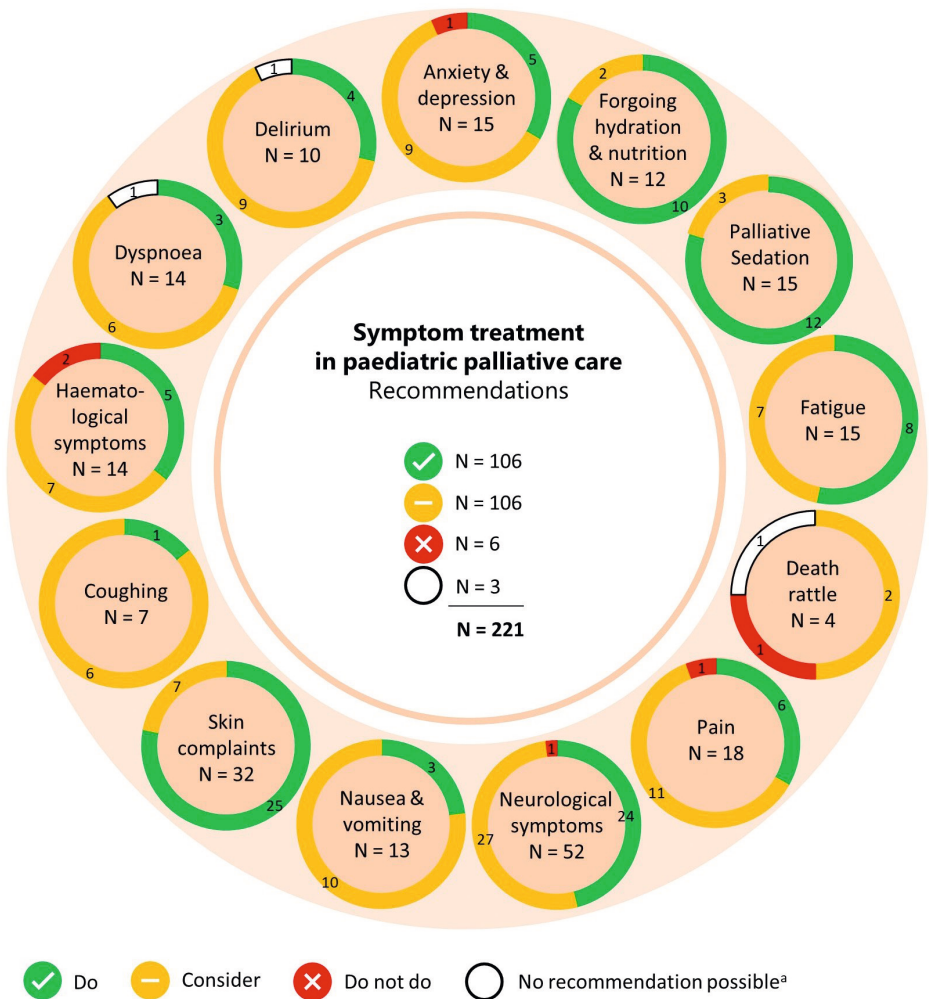 Symptom treatment
in paediatric palliative care
Recommendations
N = 106
N = 106
N = 6
N = 3
N = 221
1
5
9
Anxiety &
depression
N = 15
2
10
Forgoing
hydration
& nutrition
N = 12
3
12
Palliative
Sedation
N = 15
7
8
Fatigue
N = 15
1
2
1
Death
rattle
N = 4
1
6
11
Pain
N = 18
1
24
27
Neurological
symptoms
N = 52
3
10
Nausea &
vomiting
N = 13
7
25
Skin
complaints
N = 32
1
6
Coughing
N = 7
2
5
7
Haemato-
logical
symptoms
N = 14
1
3
6
Dyspnoea
N = 14
1
4
9
Delirium
N = 10
Do
Consider
Do not do
No recommendation possibleᵃ